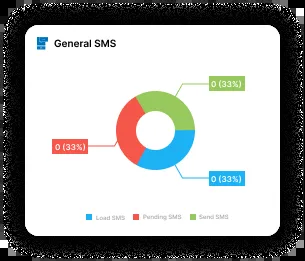 General SMS
0 (33%)
0 (33%)
0 (33%)
Load SMS
Pending SMS
Send SMS